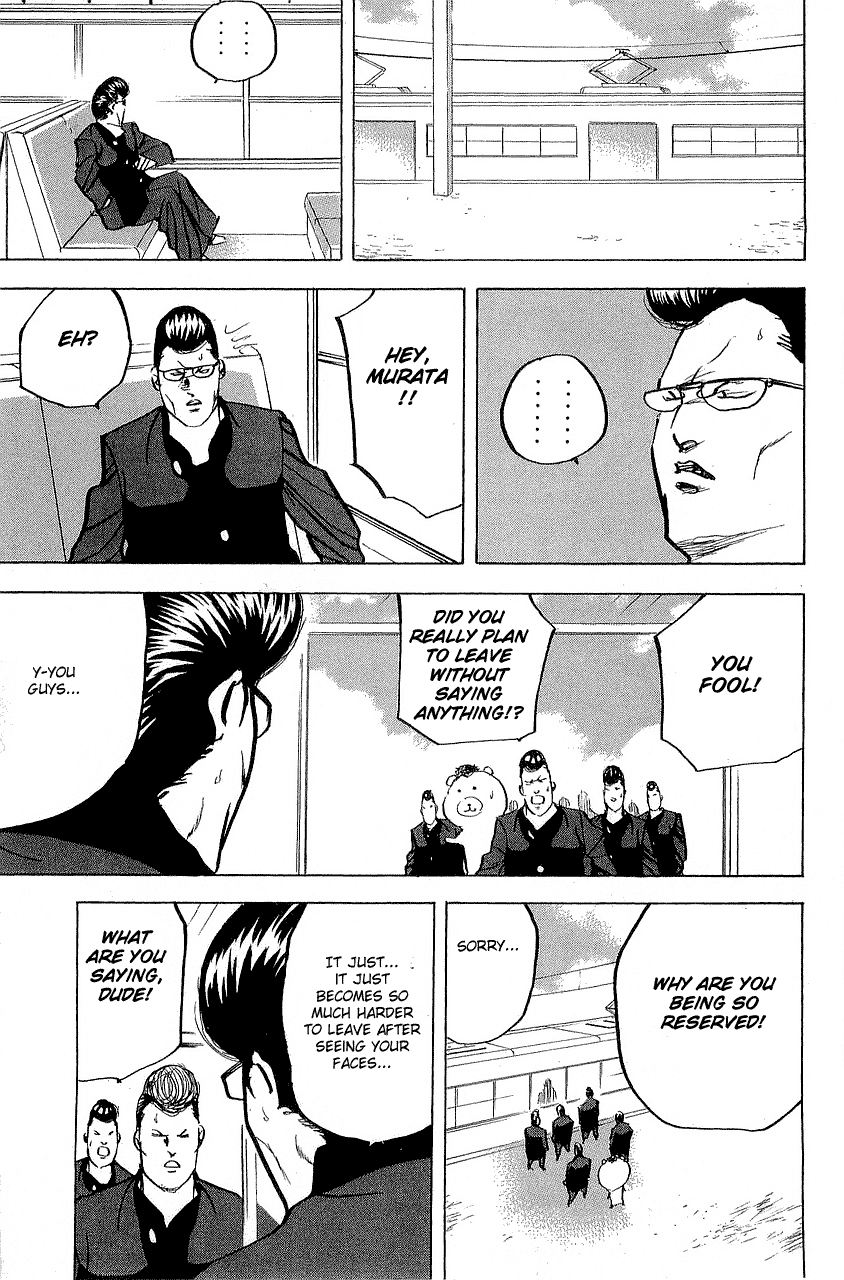 HEY,
MURATA
!!
EH?
YOU
FOOL!
DID YOU
REALLY PLAN
TO LEAVE
WITHOUT
SAYING
ANYTHING!?
Y-YOU
GUYS...
WHY ARE YOU
BEING SO
RESERVED!
SORRY...
IT JUST...
IT JUST
BECOMES SO
MUCH HARDER
TO LEAVE AFTER
SEEING YOUR
FACES...
WHAT
ARE YOU
SAYING,
DUDE!